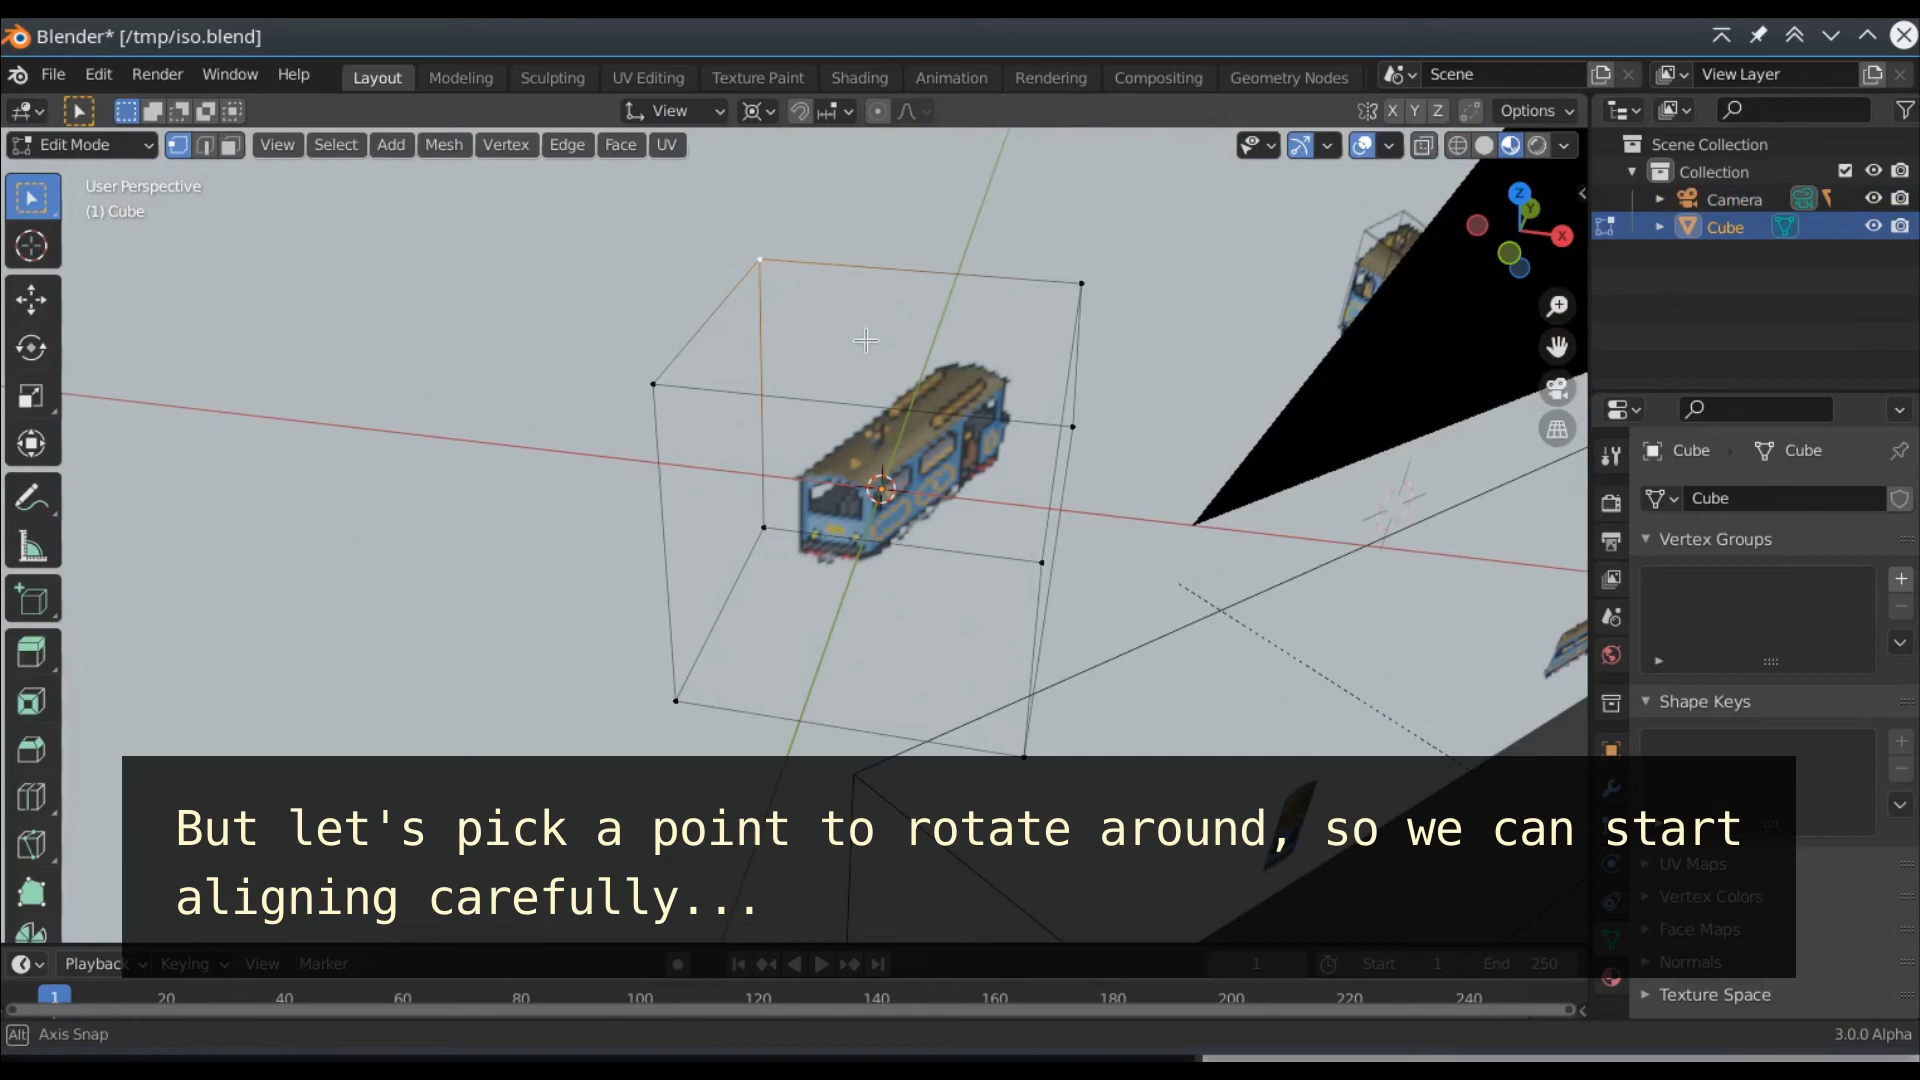 Blender* [/tmp/iso.blend]
File Edit Render Window Help Layout Modeling Sculpting UV Editing Texture Paint Shading Animation Rendering Compositing Geometry Nodes Scene View Layer
View X Y Z Options
Edit Mode View Select Add Mesh Vertex Edge Face UV
User Perspective
(1) Cube
Z
Y
X
Scene Collection
Collection
Camera
Cube
Cube Cube
Cube
Vertex Groups
Shape Keys
But let's pick a point to rotate around, so we can start
aligning carefully...
UV Maps
Vertex Colors
Face Maps
Normals
Texture Space
Playback Keying View Marker 1 Start 1 End 250
1 20 40 60 80 100 120 140 160 180 200 220 240
Alt Axis Snap 3.0.0 Alpha